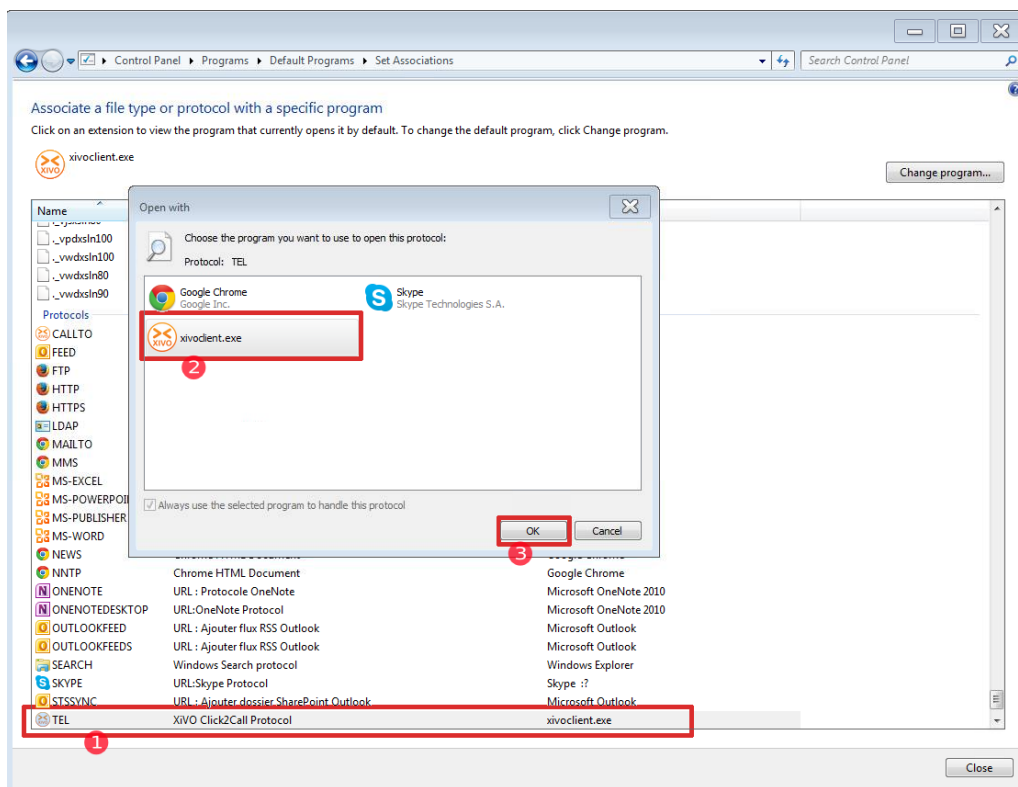 Control Panel Programs Default Programs Set Associations
Search Control Panel
Associate a file type or protocol with a specific program
Click on an extension to view the program that currently opens it by default. To change the default program, click Change program.
XIVO xivoclient.exe
Change program...
Name
Open with
Choose the program you want to use to open this protocol:
Protocol: TEL
Google Chrome
Google Inc.
Skype
Skype Technologies S.A.
XIVO xivoclient.exe
2
Always use the selected program to handle this protocol
OK
Cancel
3
._vpdxsln100
._vwdxsln100
._vwdxsln80
._vwdxsln90
Protocols
CALLTO
FEED
FTP
HTTP
HTTPS
LDAP
MAILTO
MMS
MS-EXCEL
MS-POWERPOI
MS-PUBLISHER
MS-WORD
NEWS
NNTP Chrome HTML Document Google Chrome
ONENOTE URL : Protocole OneNote Microsoft OneNote 2010
ONENOTEDESKTOP URL:OneNote Protocol Microsoft OneNote 2010
OUTLOOKFEED URL : Ajouter flux RSS Outlook Microsoft Outlook
OUTLOOKFEEDS URL : Ajouter flux RSS Outlook Microsoft Outlook
SEARCH Windows Search protocol Windows Explorer
SKYPE URL:Skype Protocol Skype :?
STSSYNC URL : Ajouter dossier SharePoint Outlook Microsoft Outlook
TEL XiVO Click2Call Protocol xivoclient.exe
1
Close